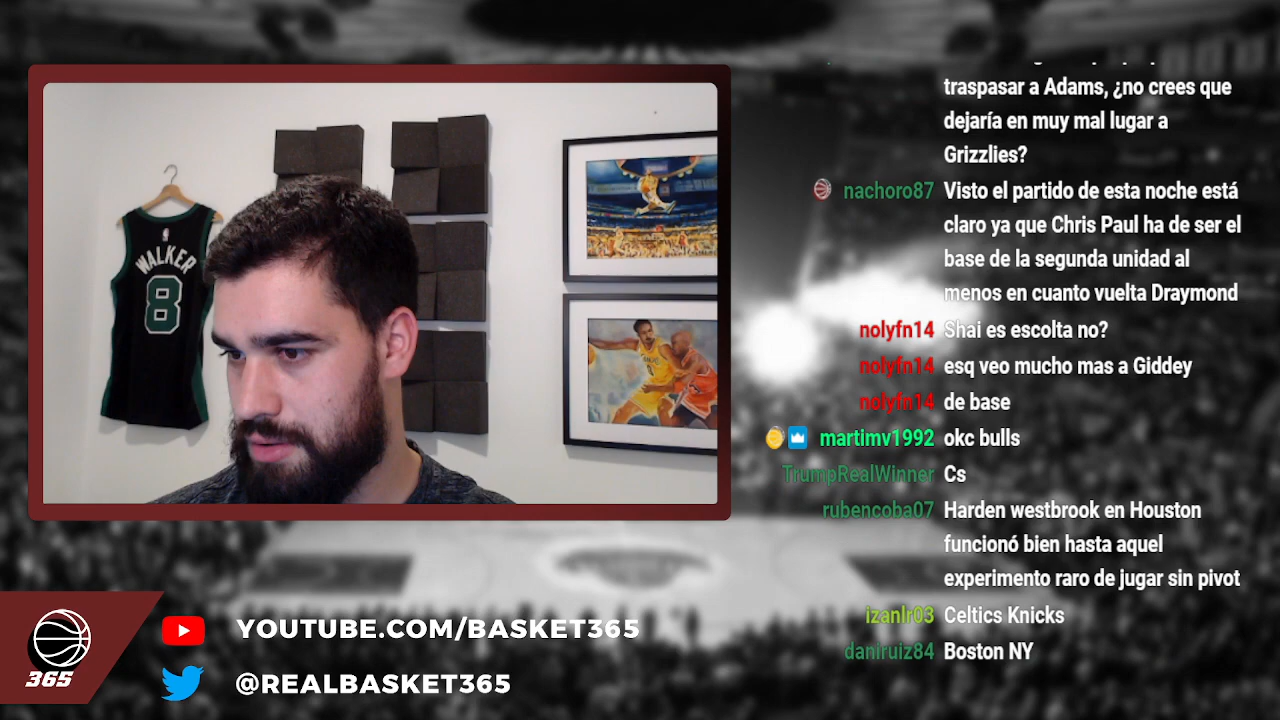 WALKER
8
traspasar a Adams, ¿no crees que
dejaría en muy mal lugar a
Grizzlies?
nachoro87 Visto el partido de esta noche está
claro ya que Chris Paul ha de ser el
base de la segunda unidad al
menos en cuanto vuelta Draymond
nolyfn14 Shai es escolta no?
nolyfn14 esq veo mucho mas a Giddey
nolyfn14 de base
martimv1992 okc bulls
TrumpRealWinner Cs
rubencoba07 Harden westbrook en Houston
funcionó bien hasta aquel
experimento raro de jugar sin pivot
izanlr03 Celtics Knicks
daniruiz84 Boston NY
365
YOUTUBE.COM/BASKET365
@REALBASKET365